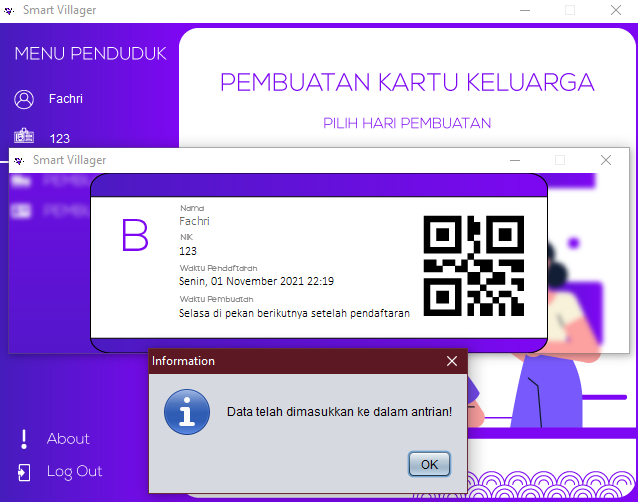 Smart Villager
MENU PENDUDUK
Fachri
123
PEMBUATAN KARTU KELUARGA
PILIH HARI PEMBUATAN
Smart Villager
B
Nama
Fachri
NIK
123
Waktu Pendaftaran
Senin, 01 November 2021 22:19
Waktu Pembuatan
Selasa di pekan berikutnya setelah pendaftaran
Information
Data telah dimasukkan ke dalam antrian!
OK
About
Log Out